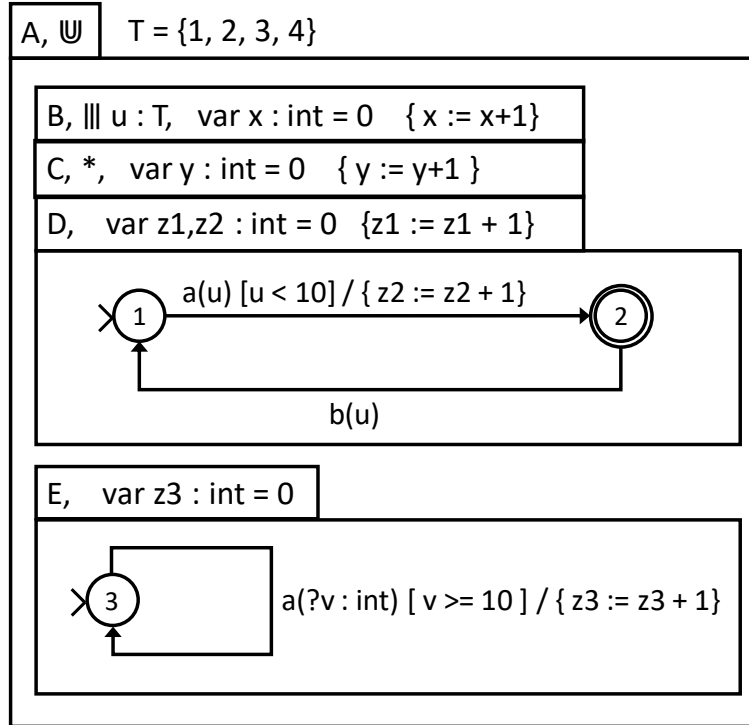 A, ⋓ T = {1, 2, 3, 4}
B, ⫼ u : T, var x : int = 0 { x := x+1}
C, *, var y : int = 0 { y := y+1 }
D, var z1,z2 : int = 0 {z1 := z1 + 1}
a(u) [u < 10] / { z2 := z2 + 1}
1
2
b(u)
E, var z3 : int = 0
3
a(?v : int) [ v >= 10 ] / { z3 := z3 + 1}